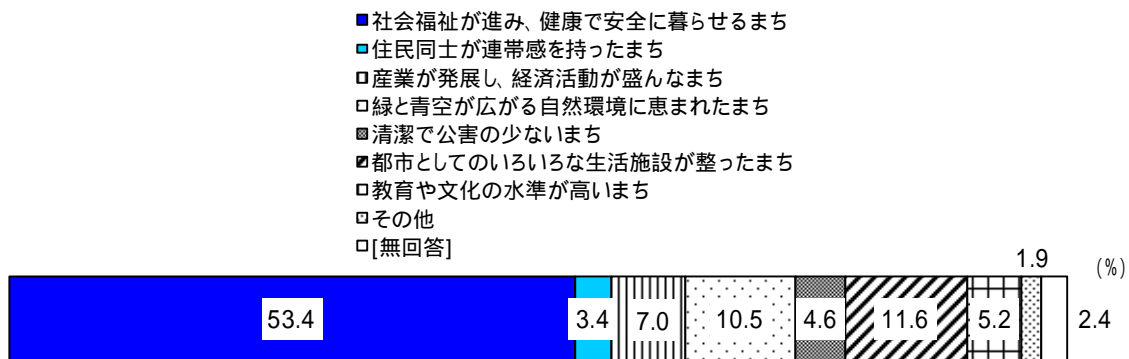 ■社会福祉が進み、健康で安全に暮らせるまち
■住民同士が連帯感を持ったまち
□産業が発展し、経済活動が盛んなまち
□緑と青空が広がる自然環境に恵まれたまち
■清潔で公害の少ないまち
■都市としてのいろいろな生活施設が整ったまち
□教育や文化の水準が高いまち
□その他
□[無回答]
1.9 (%)
53.4 3.4 7.0 10.5 4.6 11.6 5.2 2.4